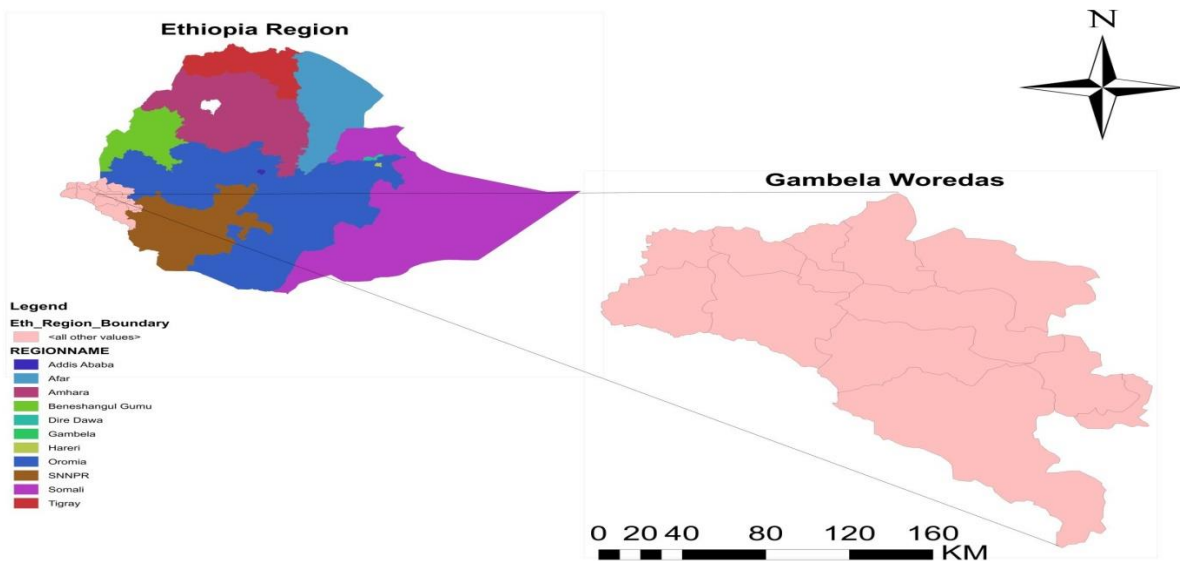 Ethiopia Region
N
Gambela Woredas
Legend
Eth_Region_Boundary
<all other values>
REGIONNAME
Addis Ababa
Afar
Amhara
Beneshangul Gumu
Dire Dawa
Gambela
Hareri
Oromia
SNNPR
Somali
Tigray
0 20 40 80 120 160
KM